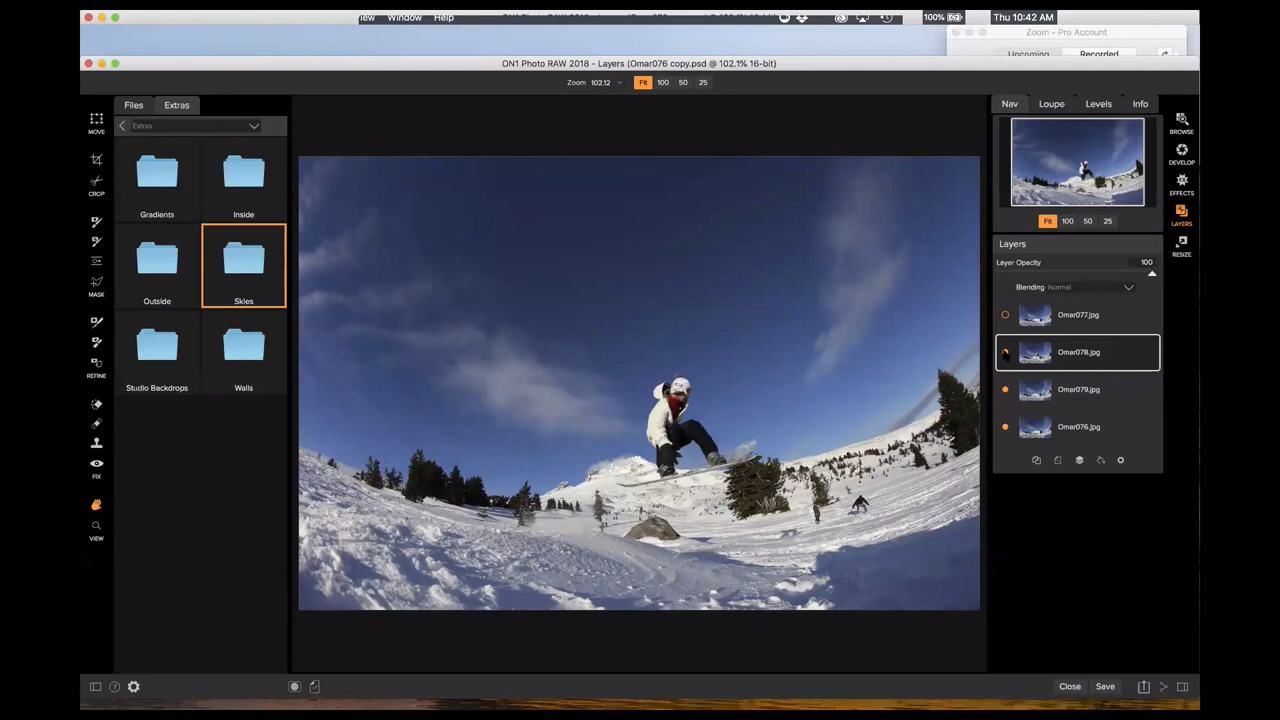 Window Help
100%
Thu 10:42 AM
Zoom - Pro Account
Upcoming Recorded
ON1 Photo RAW 2018 - Layers (Omar076 copy.psd @ 102.1% 16-bit)
Zoom 102.12 Fit 100 50 25
Files Extras
Extras
Gradients Inside
Outside Skies
Studio Backdrops Walls
MOVE
CROP
MASK
REFINE
FIX
VIEW
Nav Loupe Levels Info
Fit 100 50 25
Layers
Layer Opacity 100
Blending Normal
Omar077.jpg
Omar078.jpg
Omar079.jpg
Omar076.jpg
BROWSE
DEVELOP
EFFECTS
LAYERS
RESIZE
?
Close Save